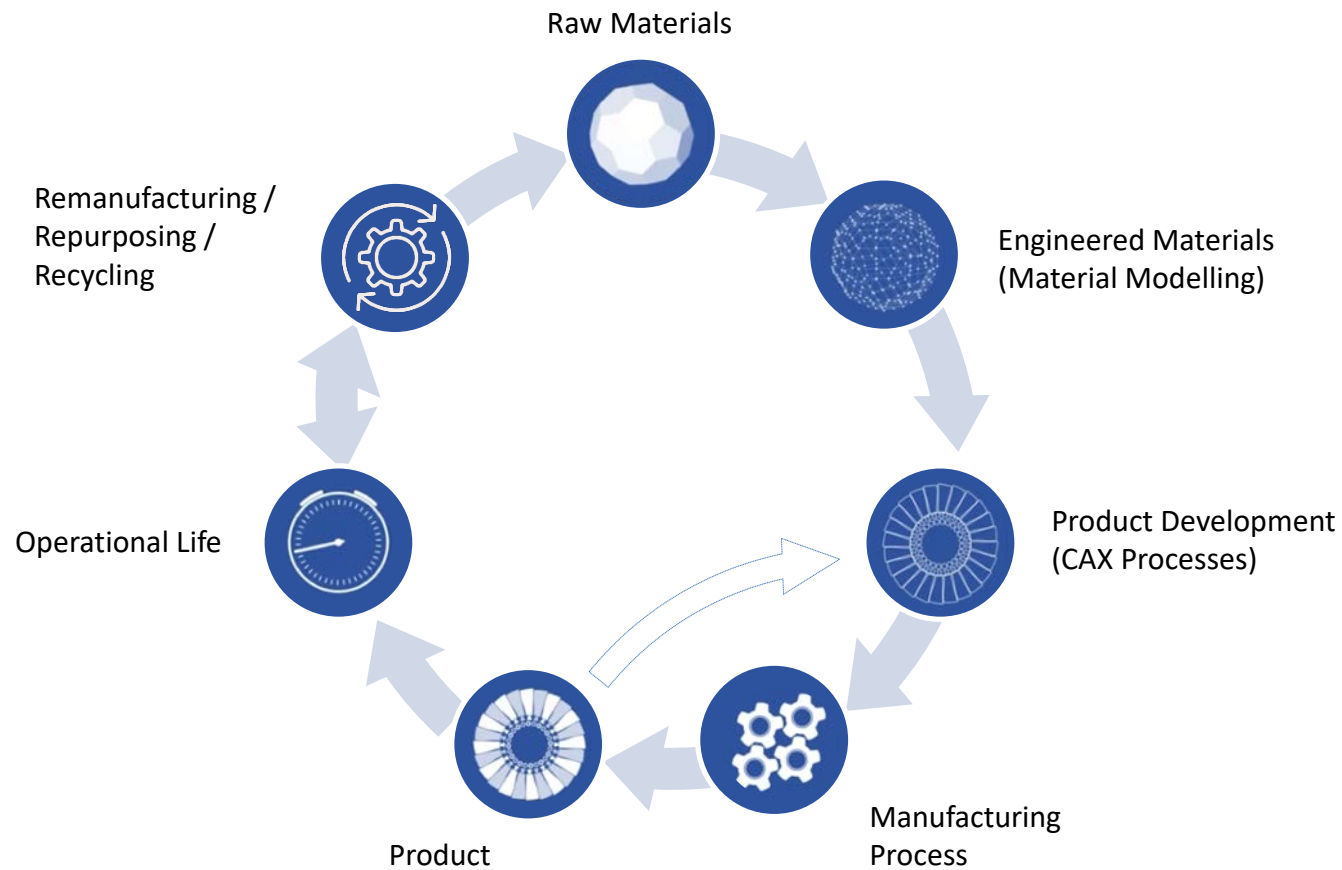 Raw Materials
Engineered Materials
(Material Modelling)
Product Development
(CAX Processes)
Manufacturing
Process
Product
Operational Life
Remanufacturing /
Repurposing /
Recycling